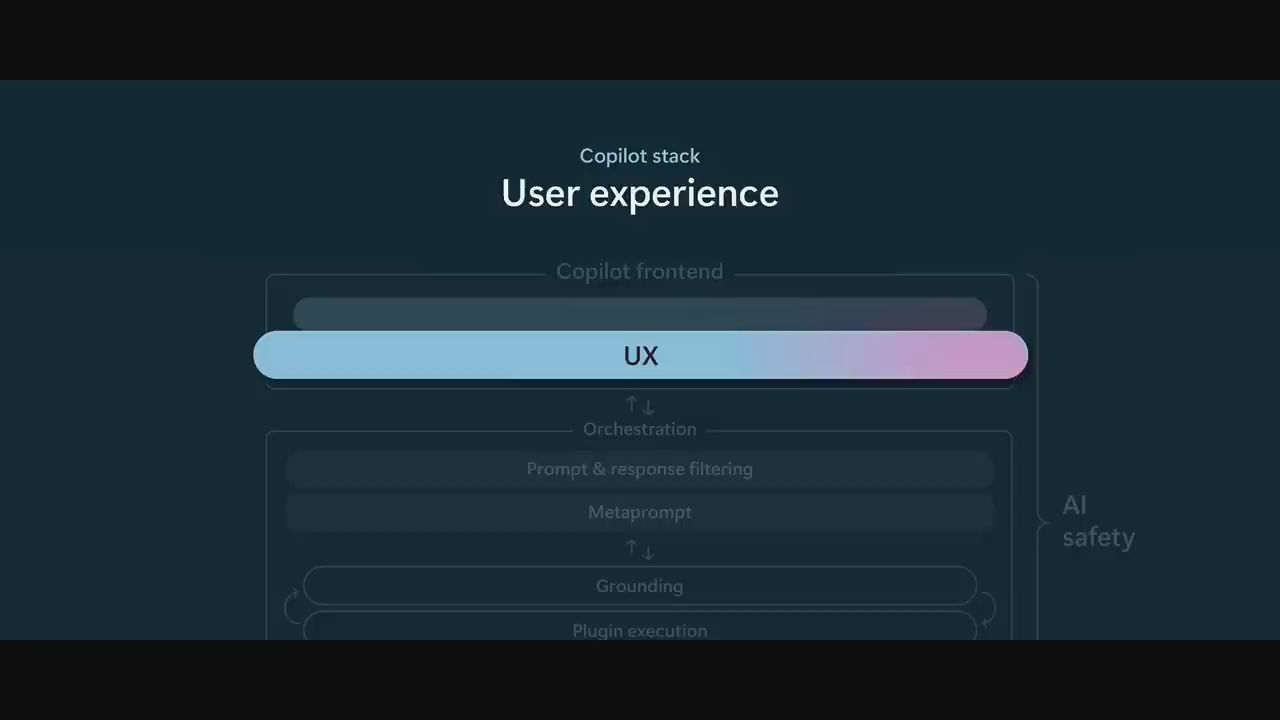 Copilot stack
User experience
Copilot frontend
UX
↑↓
Orchestration
Prompt & response filtering
Metaprompt
↑↓
Grounding
Plugin execution
AI
safety